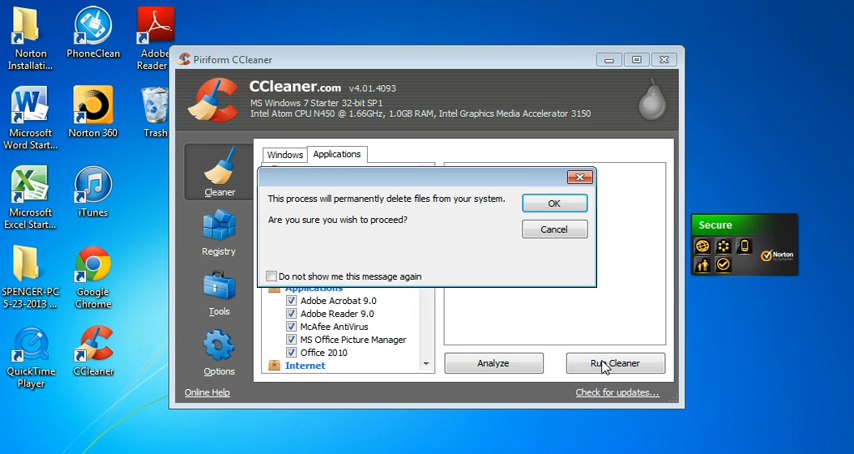 Norton
Installati...
PhoneClean
Adobe
Reader
Microsoft
Word Start...
Norton 360
Trash
Microsoft
Excel Start...
iTunes
SPENCER-PC
5-23-2013 ...
Google
Chrome
QuickTime
Player
CCleaner
Piriform CCleaner
CCleaner.com v4.01.4093
MS Windows 7 Starter 32-bit SP1
Intel Atom CPU N450 @ 1.66GHz, 1.0GB RAM, Intel Graphics Media Accelerator 3150
Cleaner
Registry
Tools
Options
Windows
Applications
This process will permanently delete files from your system.
Are you sure you wish to proceed?
OK
Cancel
Do not show me this message again
Applications
Adobe Acrobat 9.0
Adobe Reader 9.0
McAfee AntiVirus
MS Office Picture Manager
Office 2010
Internet
Analyze
Run Cleaner
Online Help
Check for updates...
Secure
Norton